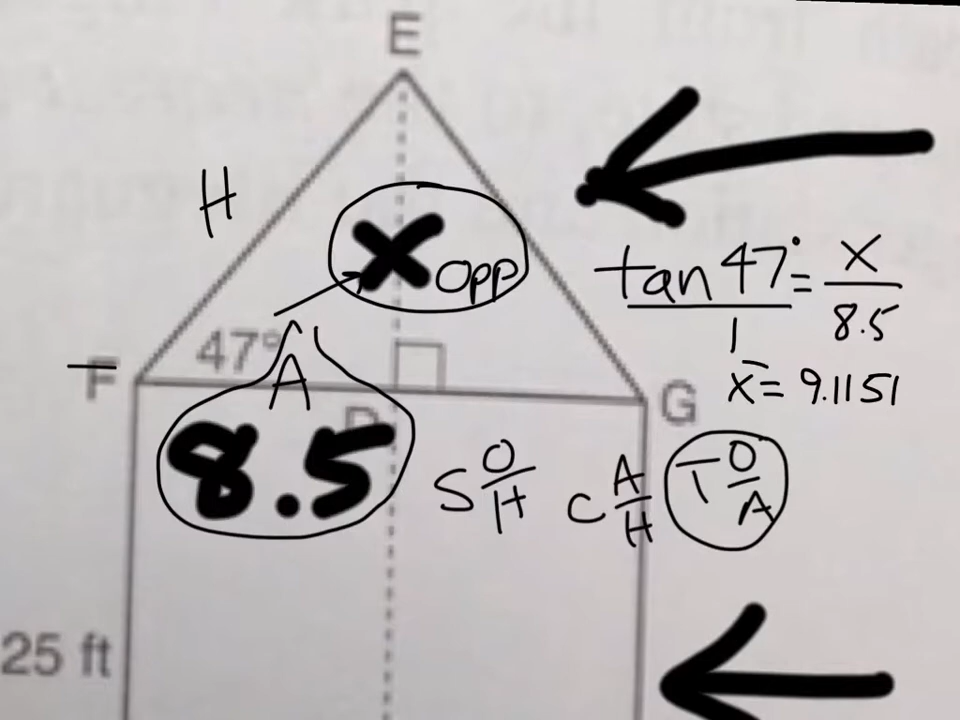 E
H
X opp
tan 47° = X
1 8.5
47°
A
F
G
X = 9.1151
8.5
D
S O/H C A/H T O/A
25 ft